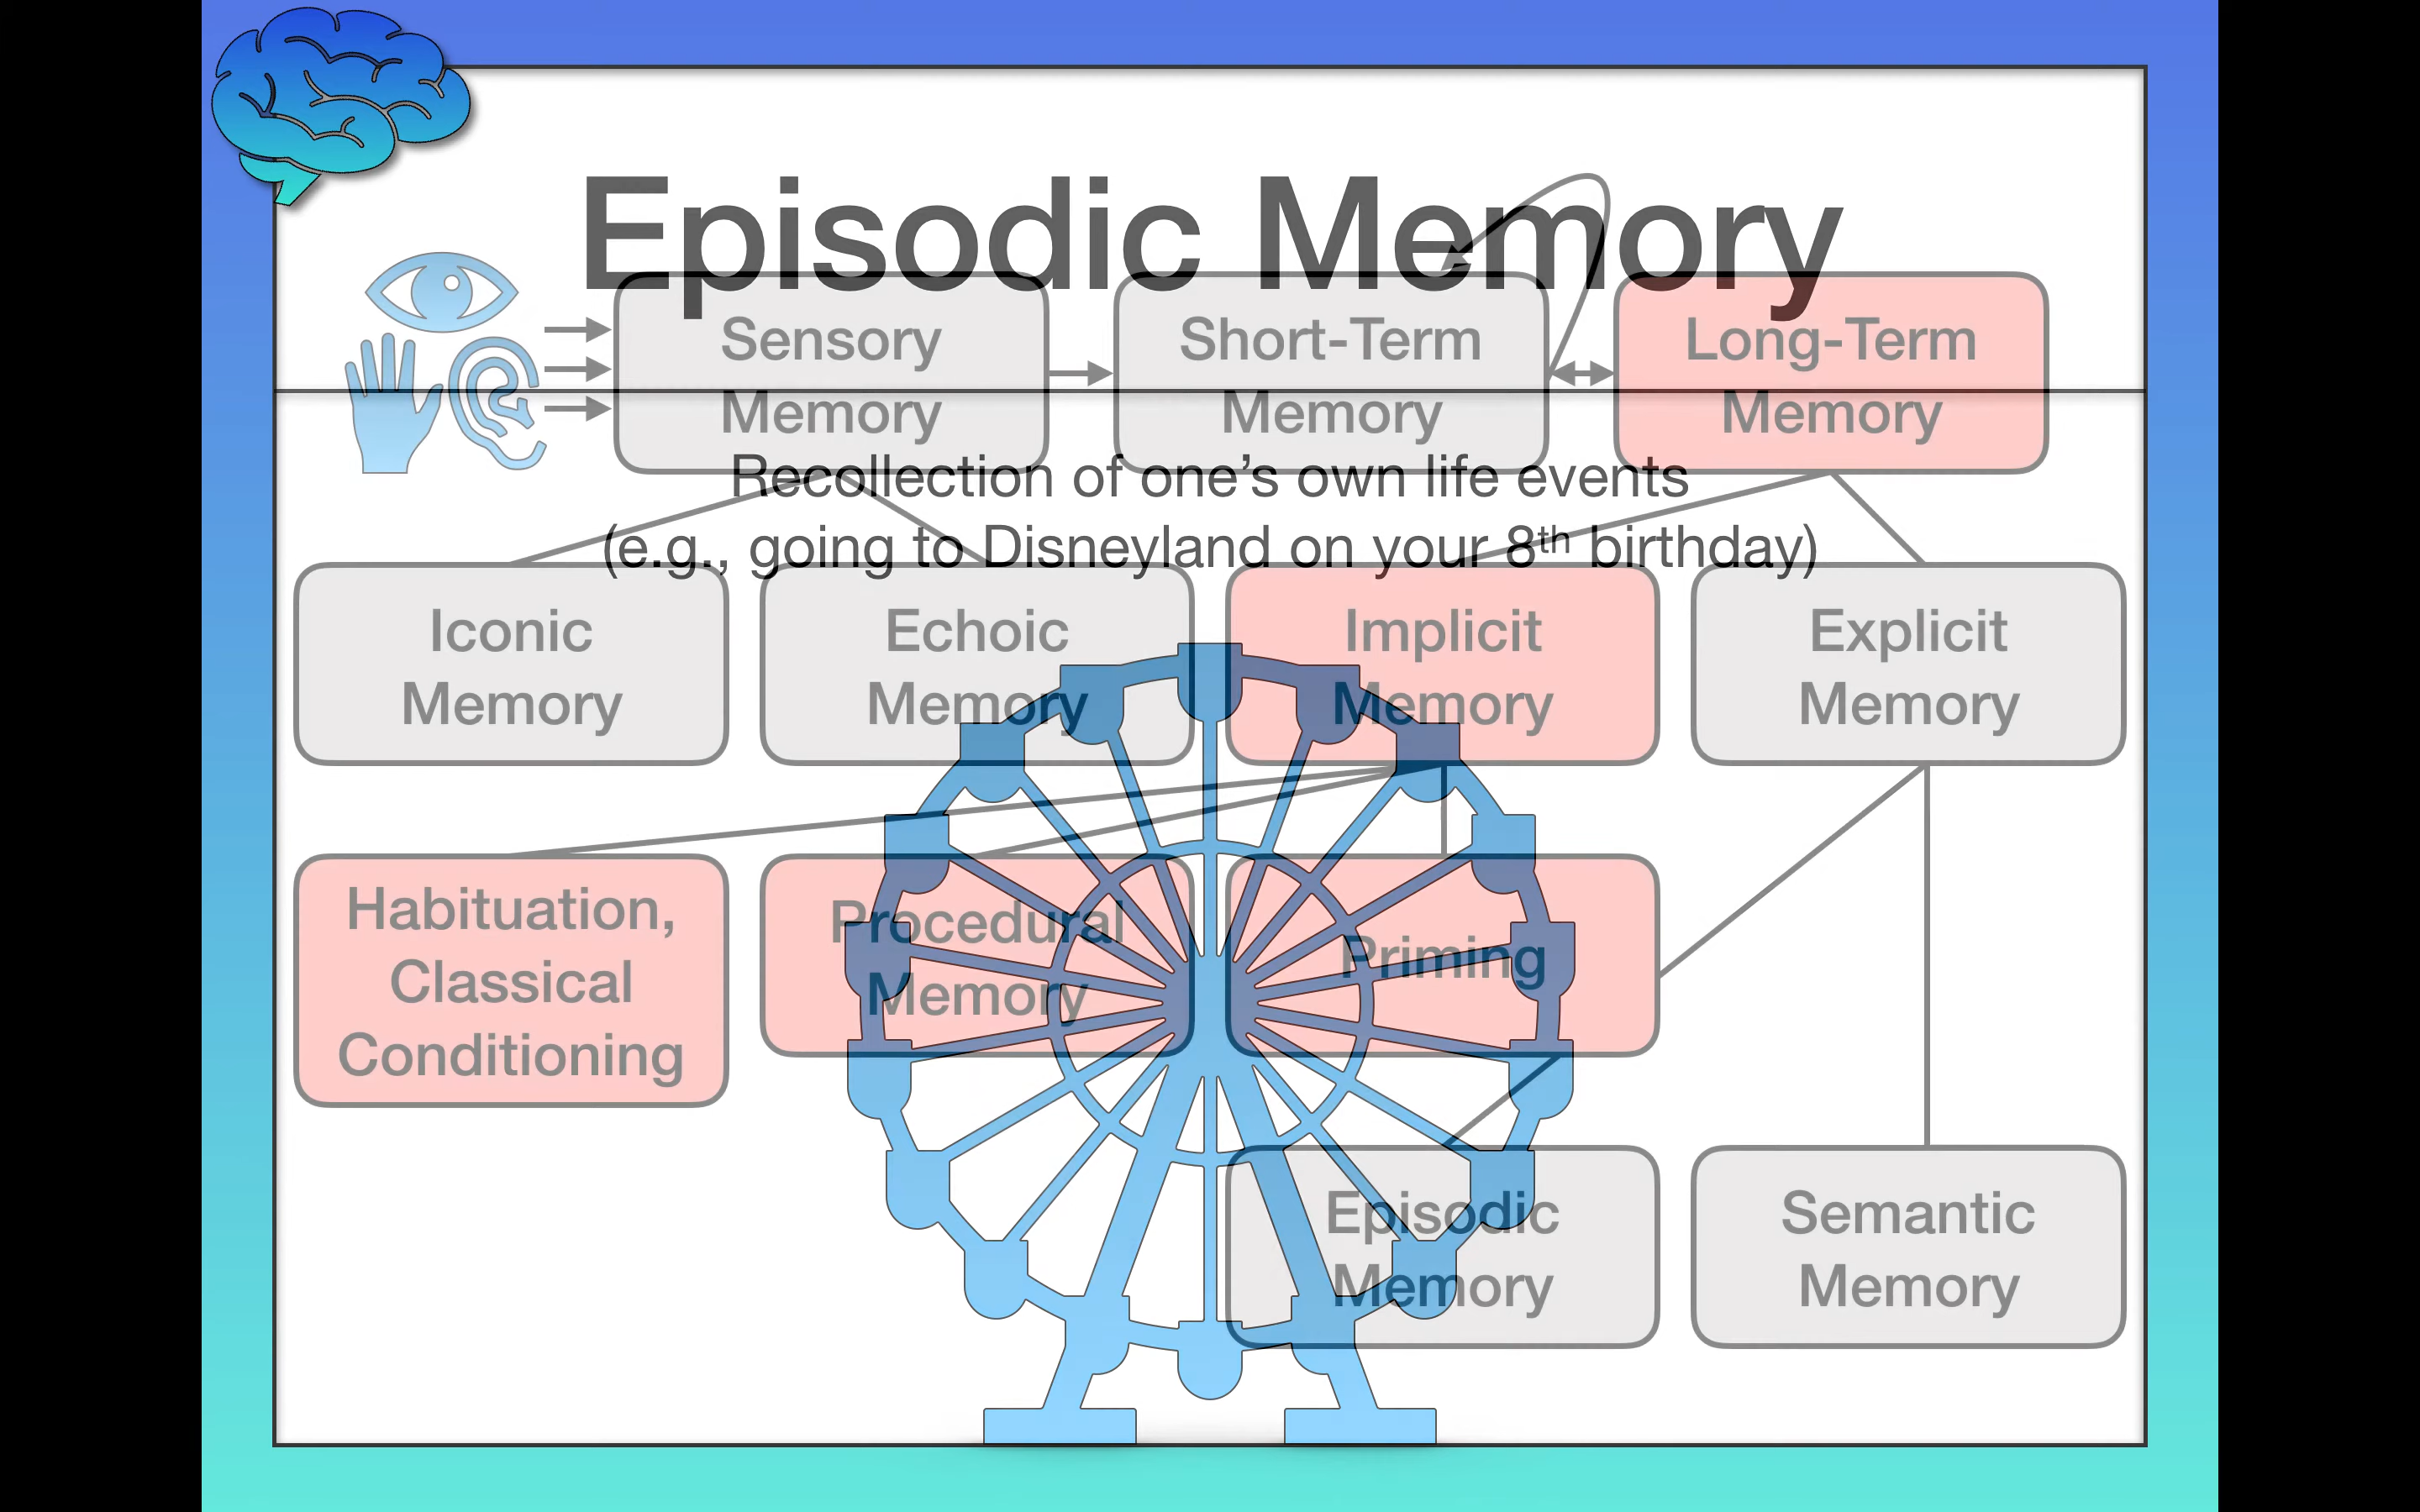 Episodic Memory
Sensory
Memory
Short-Term
Memory
Long-Term
Memory
Recollection of one’s own life events
(e.g., going to Disneyland on your 8th birthday)
Iconic
Memory
Echoic
Memory
Implicit
Memory
Explicit
Memory
Habituation,
Classical
Conditioning
Procedural
Memory
Priming
Episodic
Memory
Semantic
Memory